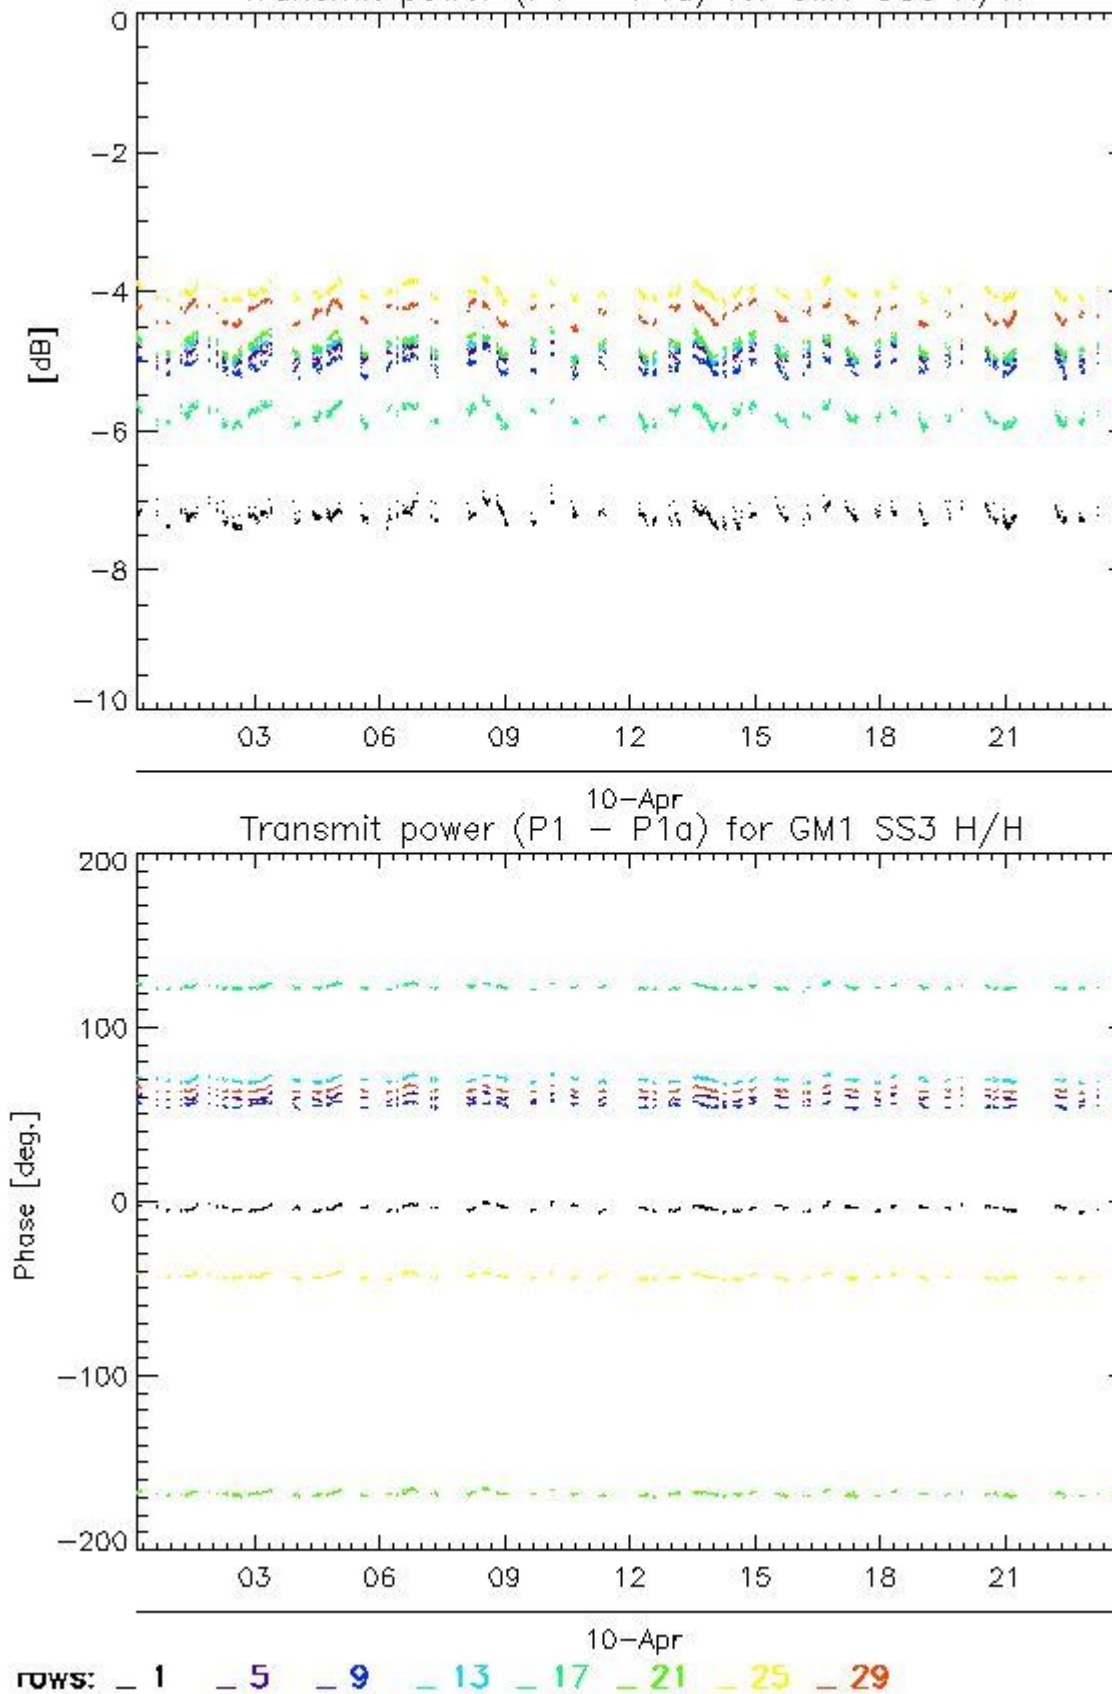 0
−2
−4
[dB]
−6
−8
−10
03 06 09 12 15 18 21
10−Apr
Transmit power (P1 − P1a) for GM1 SS3 H/H
200
100
Phase [deg.]
0
−100
−200
03 06 09 12 15 18 21
10−Apr
rows: _ 1 _ 5 _ 9 _ 13 _ 17 _ 21 _ 25 _ 29